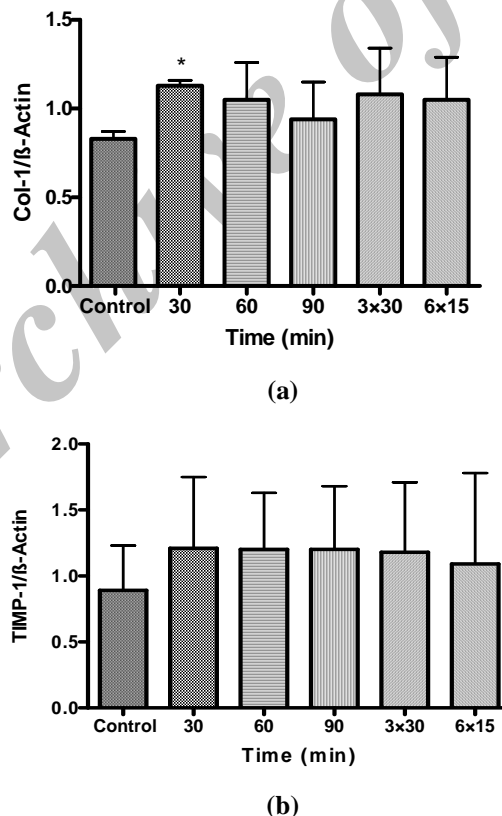 1.5
*
1.0
0.5
0.0
Col-1/ß-Actin
Control 30 60 90 3×30 6×15
Time (min)
(a)
2.0
1.5
1.0
0.5
0.0
TIMP-1/ß-Actin
Control 30 60 90 3×30 6×15
Time (min)
(b)